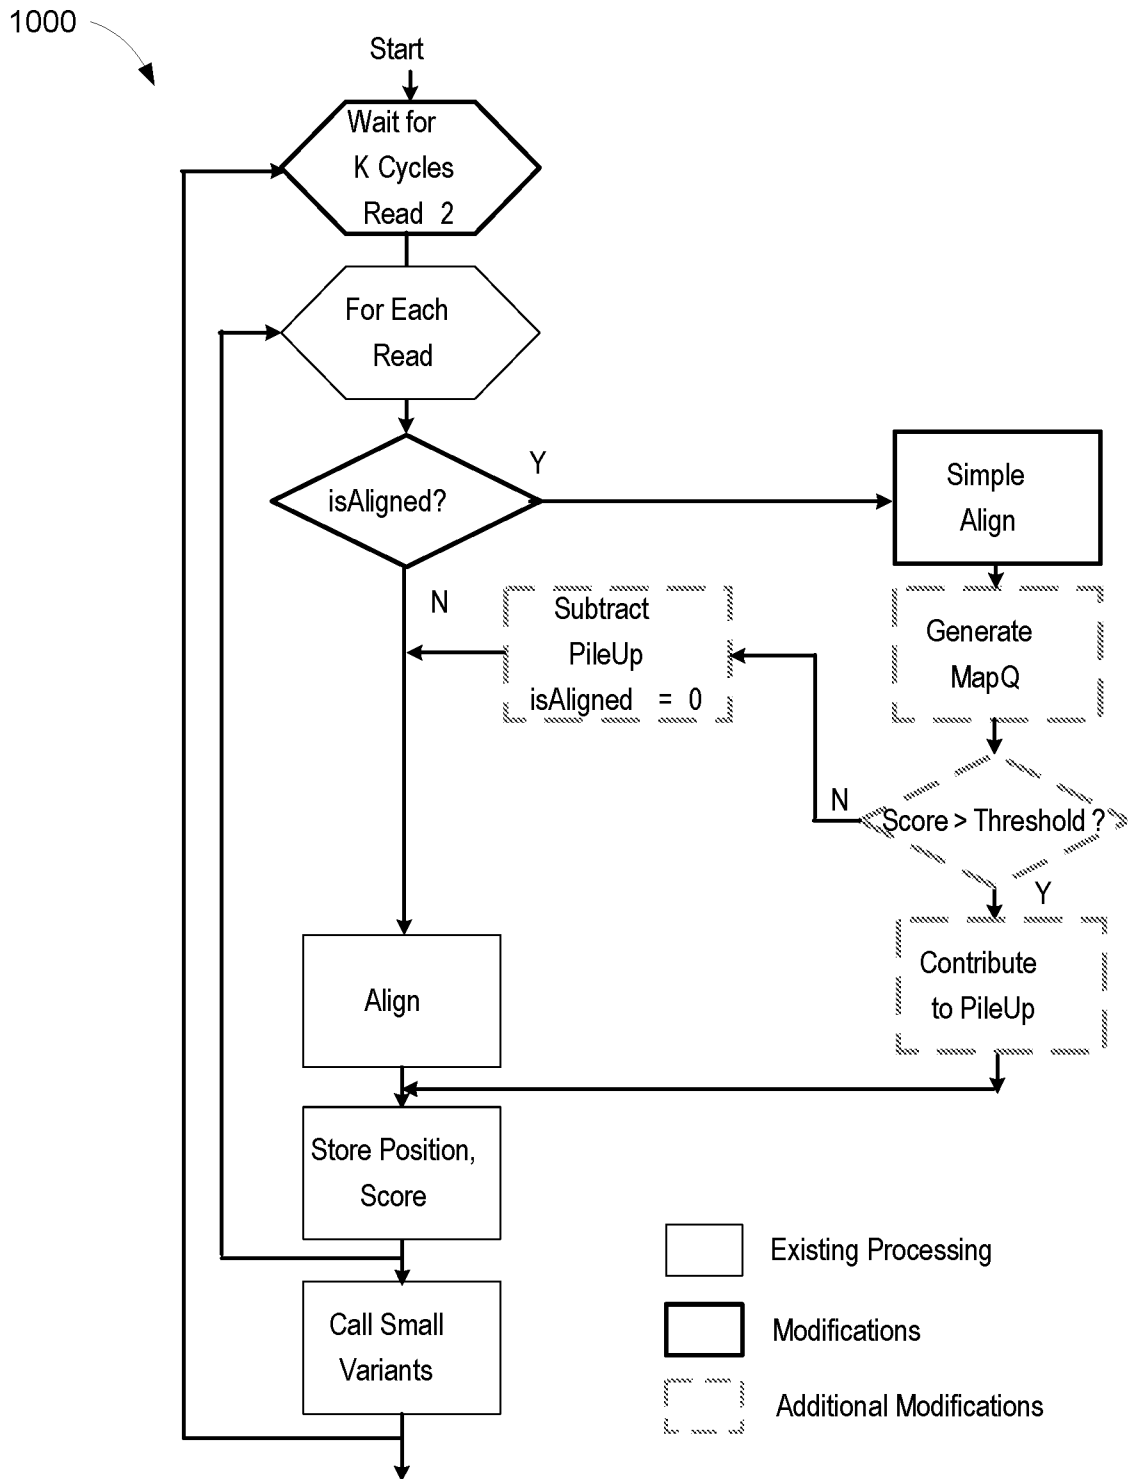 1000
Start
Wait for
K Cycles
Read 2
For Each
Read
isAligned?
Y
N
Simple
Align
Generate
MapQ
Subtract
PileUp
isAligned = 0
Score > Threshold ?
N
Y
Contribute
to PileUp
Align
Store Position,
Score
Call Small
Variants
Existing Processing
Modifications
Additional Modifications